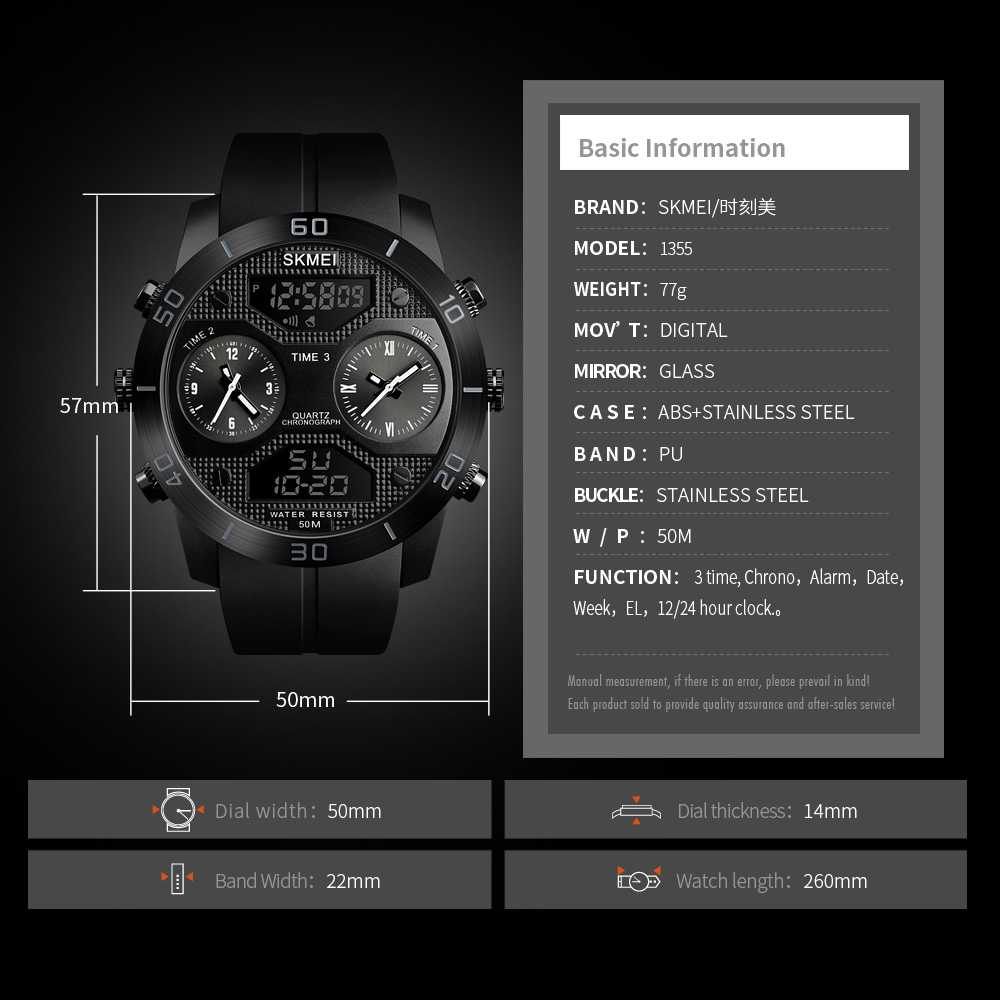 60
SKMEI
50
10
P 12:58 09
TIME 2
TIME 1
TIME 3
12
9
3
6
XII
VI
QUARTZ
CHRONOGRAPH
SU
10-20
40
20
WATER RESIST
50M
30
57mm
50mm
Basic Information
BRAND： SKMEI/时刻美
MODEL： 1355
WEIGHT： 77g
MOV'T： DIGITAL
MIRROR： GLASS
CASE： ABS+STAINLESS STEEL
BAND： PU
BUCKLE： STAINLESS STEEL
W/P： 50M
FUNCTION： 3 time, Chrono，Alarm，Date，
Week，EL，12/24 hour clock.。
Manual measurement, if there is an error, please prevail in kind!
Each product sold to provide quality assurance and after-sales service!
Dial width： 50mm
Dial thickness： 14mm
Band Width： 22mm
Watch length： 260mm